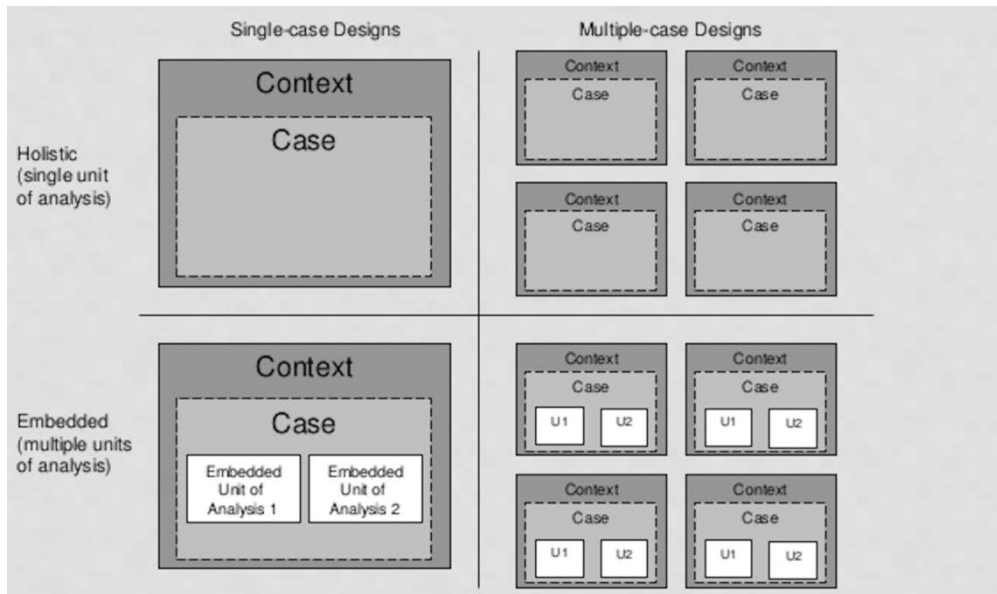 Single-case Designs
Multiple-case Designs
Holistic
(single unit
of analysis)
Context
Case
Context
Case
Context
Case
Context
Case
Context
Case
Embedded
(multiple units
of analysis)
Context
Case
Embedded
Unit of
Analysis 1
Embedded
Unit of
Analysis 2
Context
Case
U1
U2
Context
Case
U1
U2
Context
Case
U1
U2
Context
Case
U1
U2